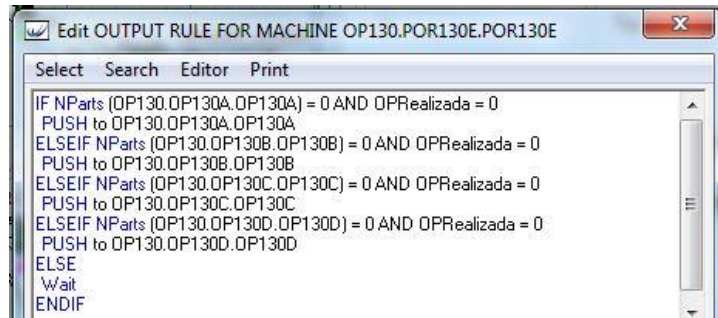 Edit OUTPUT RULE FOR MACHINE OP130.POR130E.POR130E
Select Search Editor Print
IF NParts (OP130.OP130A.OP130A) = 0 AND OPRealizada = 0
PUSH to OP130.OP130A.OP130A
ELSEIF NParts (OP130.OP130B.OP130B) = 0 AND OPRealizada = 0
PUSH to OP130.OP130B.OP130B
ELSEIF NParts (OP130.OP130C.OP130C) = 0 AND OPRealizada = 0
PUSH to OP130.OP130C.OP130C
ELSEIF NParts (OP130.OP130D.OP130D) = 0 AND OPRealizada = 0
PUSH to OP130.OP130D.OP130D
ELSE
Wait
ENDIF